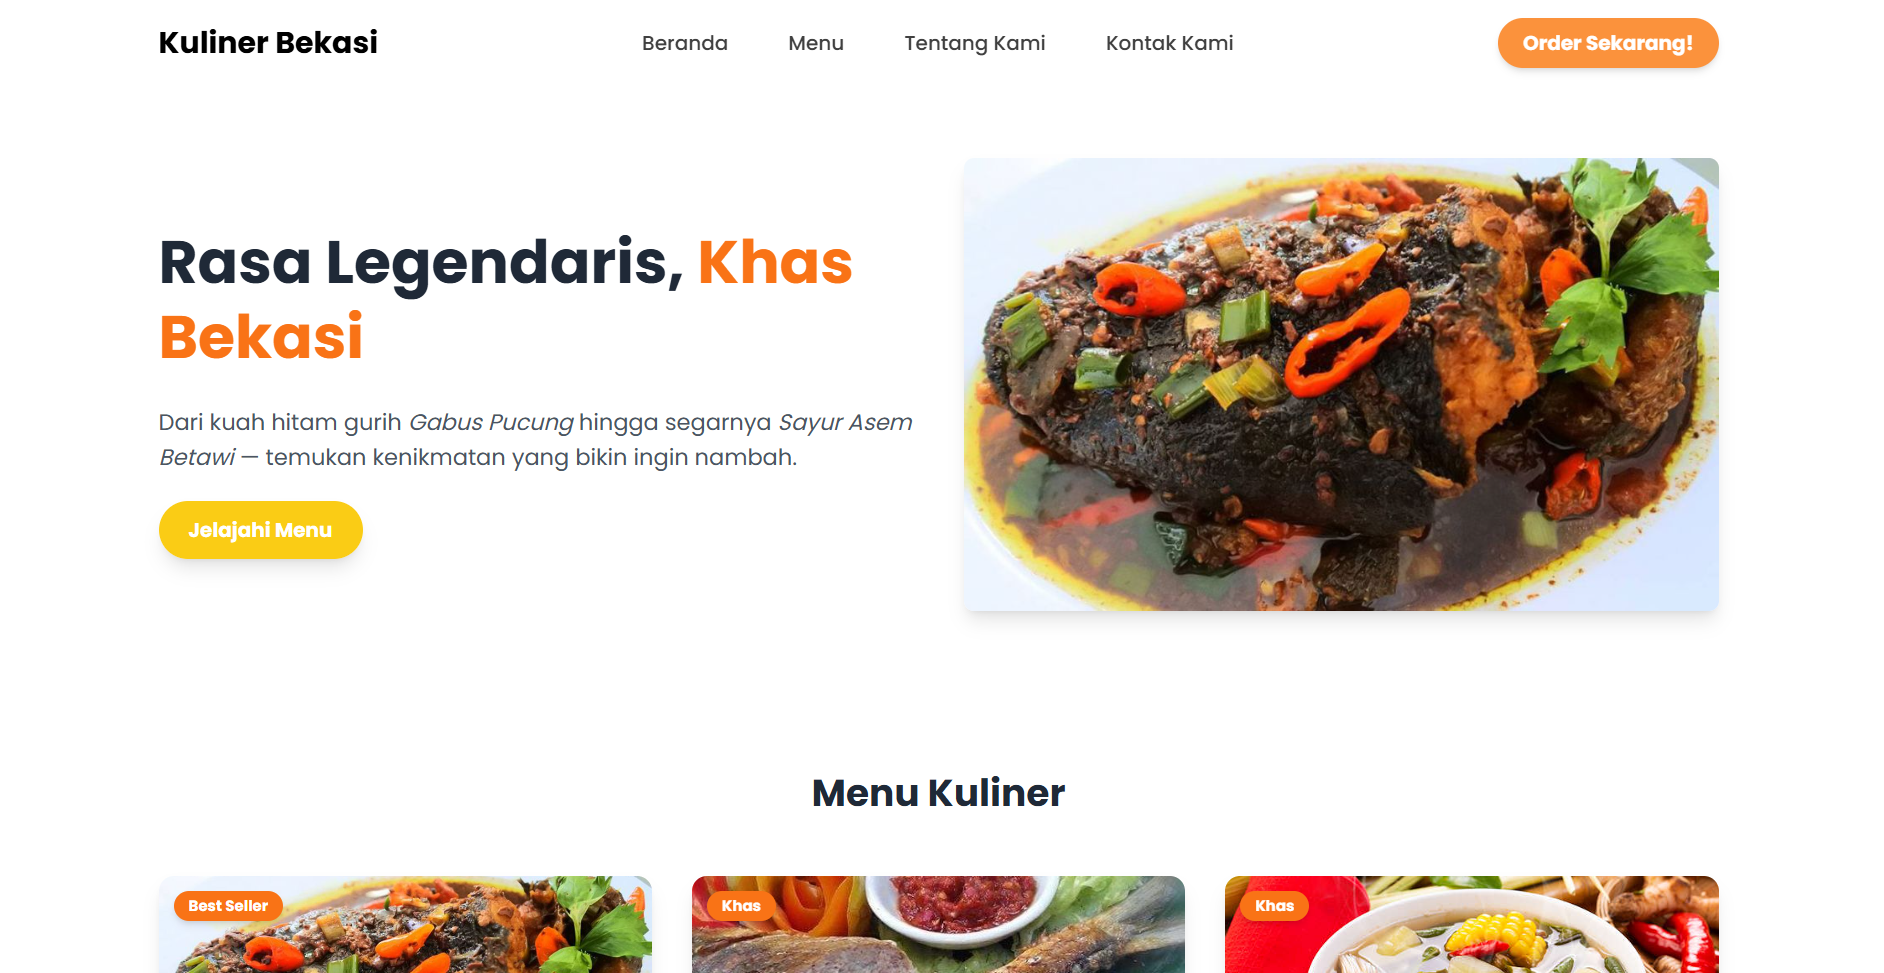 Kuliner Bekasi
Beranda
Menu
Tentang Kami
Kontak Kami
Order Sekarang!
Rasa Legendaris, Khas
Bekasi
Dari kuah hitam gurih Gabus Pucung hingga segarnya Sayur Asem
Betawi — temukan kenikmatan yang bikin ingin nambah.
Jelajahi Menu
Menu Kuliner
Best Seller
Khas
Khas